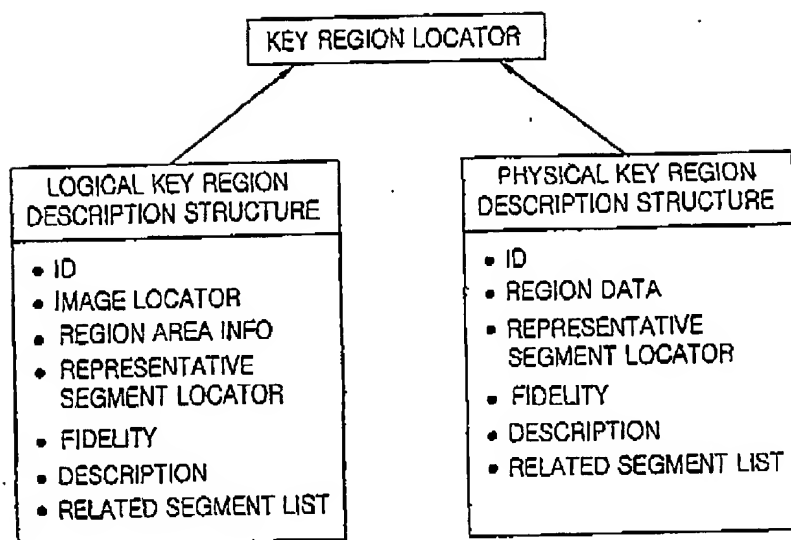 KEY REGION LOCATOR
LOGICAL KEY REGION
DESCRIPTION STRUCTURE
• ID
• IMAGE LOCATOR
• REGION AREA INFO
• REPRESENTATIVE
SEGMENT LOCATOR
• FIDELITY
• DESCRIPTION
• RELATED SEGMENT LIST
PHYSICAL KEY REGION
DESCRIPTION STRUCTURE
• ID
• REGION DATA
• REPRESENTATIVE
SEGMENT LOCATOR
• FIDELITY
• DESCRIPTION
• RELATED SEGMENT LIST